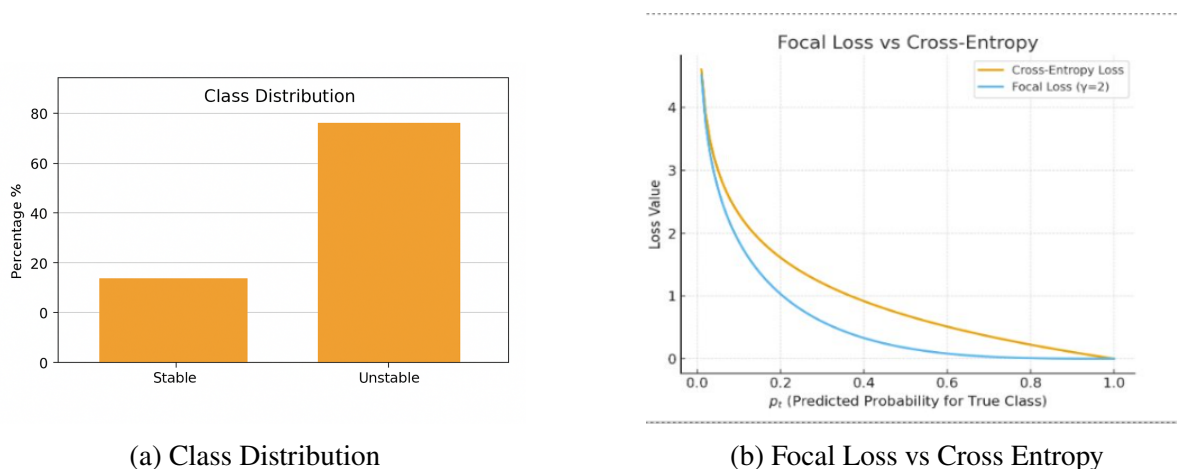 Class Distribution
80
60
40
20
0
0
Percentage %
Stable
Unstable
(a) Class Distribution
Focal Loss vs Cross-Entropy
Cross-Entropy Loss
Focal Loss (γ=2)
4
3
2
1
0
Loss Value
0.0
0.2
0.4
0.6
0.8
1.0
pₜ (Predicted Probability for True Class)
(b) Focal Loss vs Cross Entropy